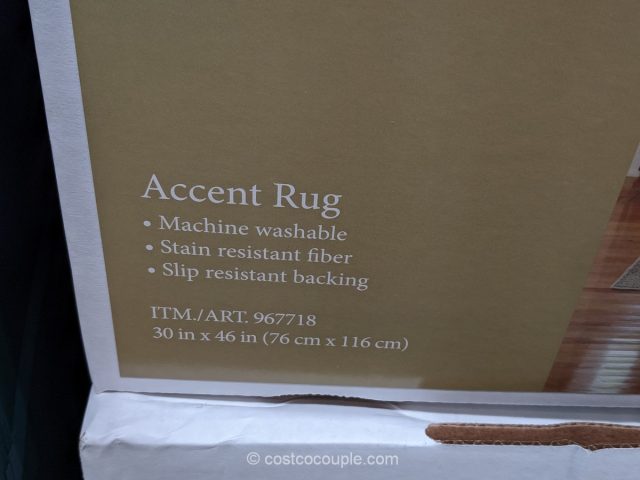 Accent Rug
• Machine washable
• Stain resistant fiber
• Slip resistant backing
ITM./ART. 967718
30 in x 46 in (76 cm x 116 cm)
© costcocouple.com